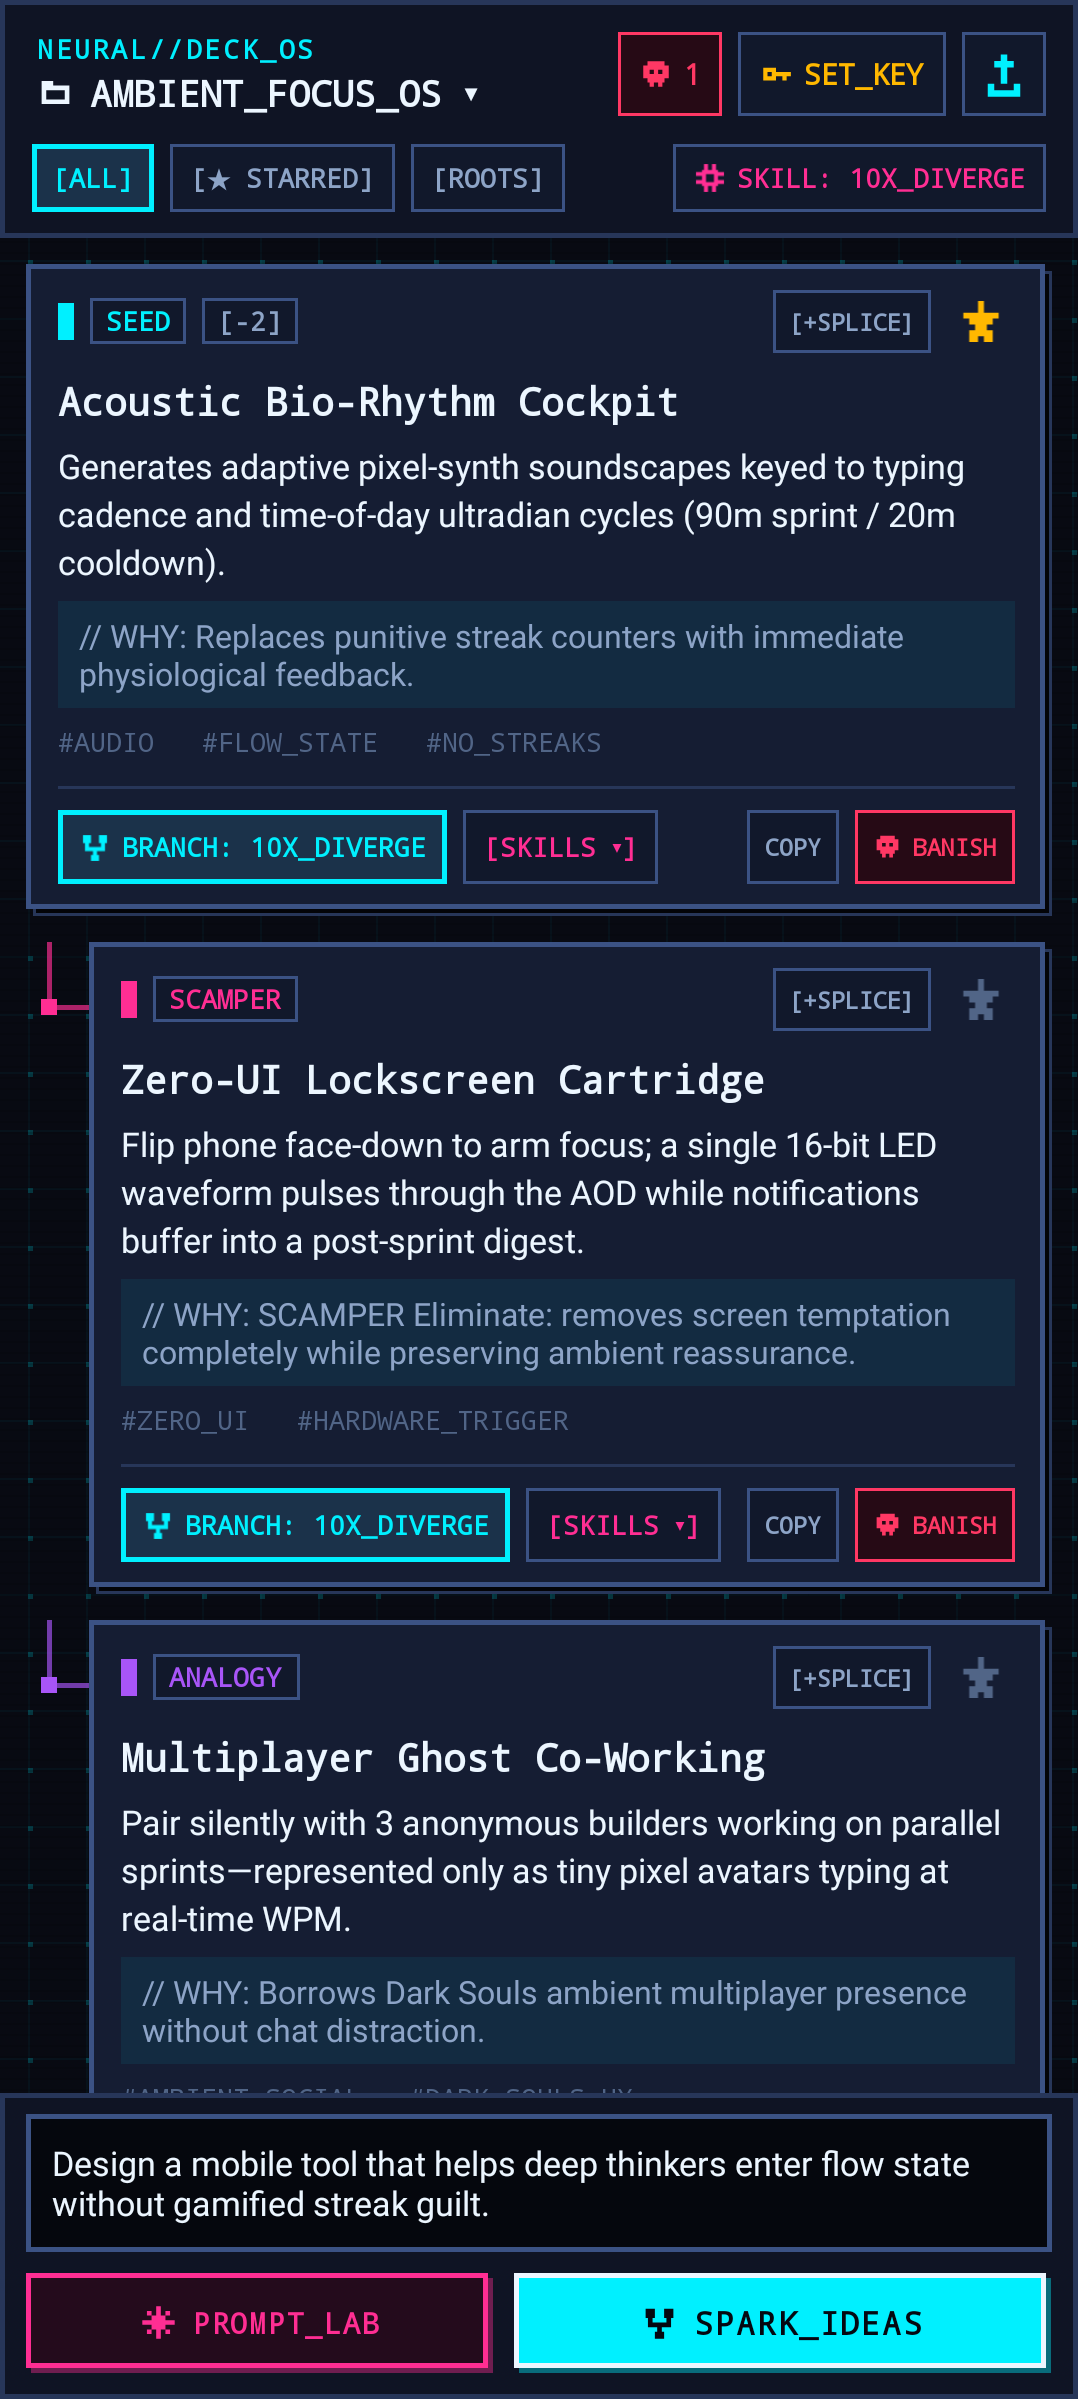 NEURAL//DECK_OS
AMBIENT_FOCUS_OS ▼
1
SET_KEY
[ALL]
[★ STARRED]
[ROOTS]
SKILL: 10X_DIVERGE
SEED
[-2]
[+SPLICE]
Acoustic Bio-Rhythm Cockpit
Generates adaptive pixel-synth soundscapes keyed to typing
cadence and time-of-day ultradian cycles (90m sprint / 20m
cooldown).
// WHY: Replaces punitive streak counters with immediate
physiological feedback.
#AUDIO #FLOW_STATE #NO_STREAKS
BRANCH: 10X_DIVERGE
[SKILLS ▼]
COPY
BANISH
SCAMPER
[+SPLICE]
Zero-UI Lockscreen Cartridge
Flip phone face-down to arm focus; a single 16-bit LED
waveform pulses through the AOD while notifications
buffer into a post-sprint digest.
// WHY: SCAMPER Eliminate: removes screen temptation
completely while preserving ambient reassurance.
#ZERO_UI #HARDWARE_TRIGGER
BRANCH: 10X_DIVERGE
[SKILLS ▼]
COPY
BANISH
ANALOGY
[+SPLICE]
Multiplayer Ghost Co-Working
Pair silently with 3 anonymous builders working on parallel
sprints—represented only as tiny pixel avatars typing at
real-time WPM.
// WHY: Borrows Dark Souls ambient multiplayer presence
without chat distraction.
#AMBIENT_SOCIAL #DARK_SOULS_UX
Design a mobile tool that helps deep thinkers enter flow state
without gamified streak guilt.
PROMPT_LAB
SPARK_IDEAS